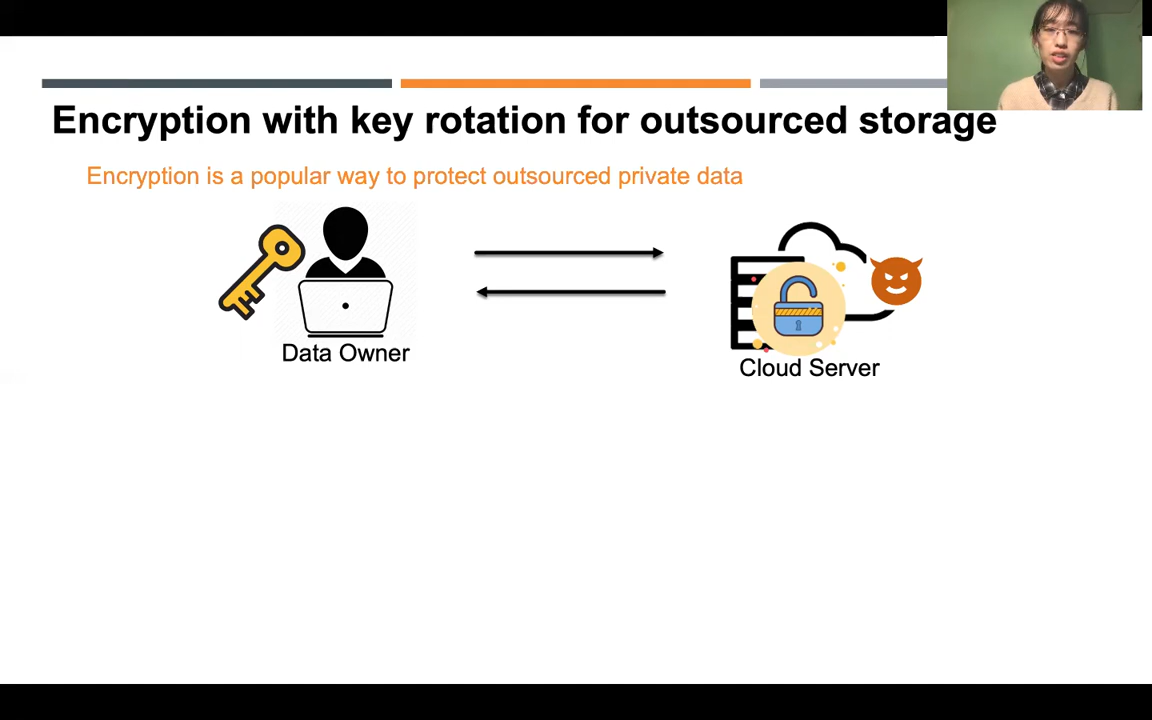 Encryption with key rotation for outsourced storage
Encryption is a popular way to protect outsourced private data
Data Owner
Cloud Server